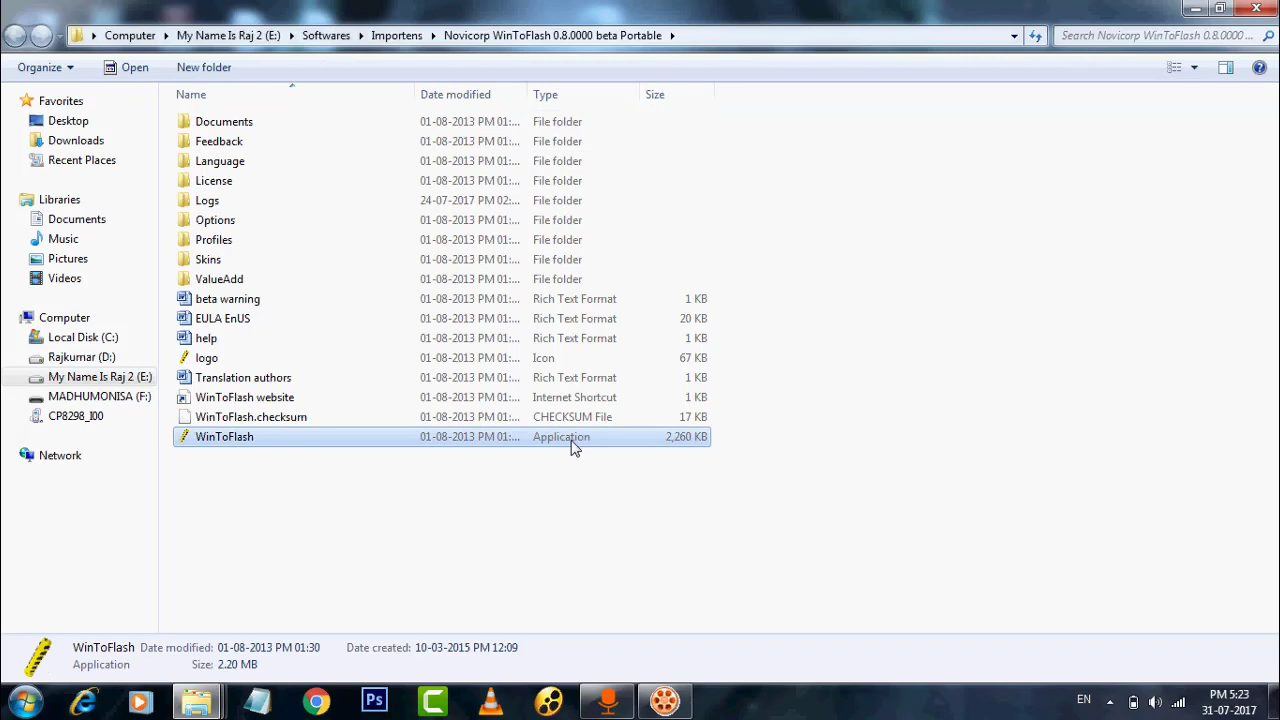 Computer ▸ My Name Is Raj 2 (E:) ▸ Softwares ▸ Importens ▸ Novicorp WinToFlash 0.8.0000 beta Portable ▸ Search Novicorp WinToFlash 0.8.0000 ...
Organize Open New folder
Name Date modified Type Size
Favorites
Desktop
Downloads
Recent Places
Libraries
Documents
Music
Pictures
Videos
Computer
Local Disk (C:)
Rajkumar (D:)
My Name Is Raj 2 (E:)
MADHUMONISA (F:)
CP8298_I00
Network
Documents 01-08-2013 PM 01:... File folder
Feedback 01-08-2013 PM 01:... File folder
Language 01-08-2013 PM 01:... File folder
License 01-08-2013 PM 01:... File folder
Logs 24-07-2017 PM 02:... File folder
Options 01-08-2013 PM 01:... File folder
Profiles 01-08-2013 PM 01:... File folder
Skins 01-08-2013 PM 01:... File folder
ValueAdd 01-08-2013 PM 01:... File folder
beta warning 01-08-2013 PM 01:... Rich Text Format 1 KB
EULA EnUS 01-08-2013 PM 01:... Rich Text Format 20 KB
help 01-08-2013 PM 01:... Rich Text Format 1 KB
logo 01-08-2013 PM 01:... Icon 67 KB
Translation authors 01-08-2013 PM 01:... Rich Text Format 1 KB
WinToFlash website 01-08-2013 PM 01:... Internet Shortcut 1 KB
WinToFlash.checksum 01-08-2013 PM 01:... CHECKSUM File 17 KB
WinToFlash 01-08-2013 PM 01:... Application 2,260 KB
WinToFlash Date modified: 01-08-2013 PM 01:30 Date created: 10-03-2015 PM 12:09
Application Size: 2.20 MB
Ps EN PM 5:23
31-07-2017